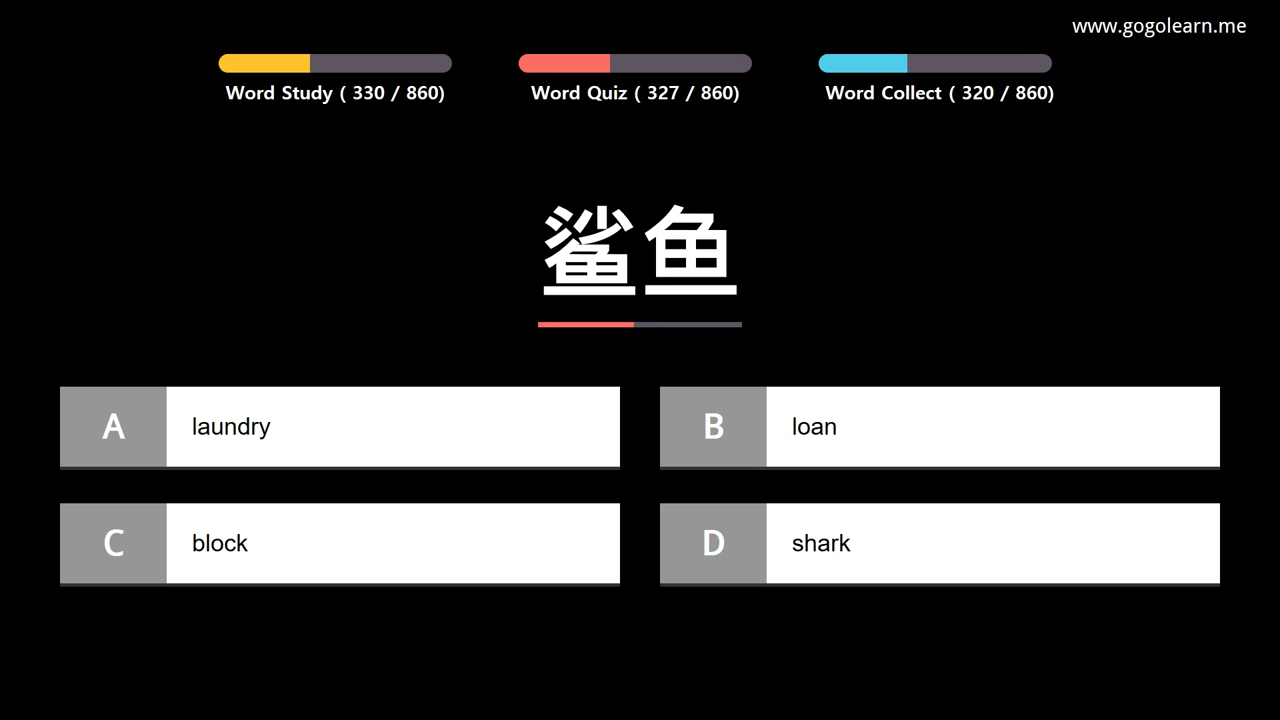 www.gogolearn.me
Word Study ( 330 / 860)
Word Quiz ( 327 / 860)
Word Collect ( 320 / 860)
鲨鱼
A laundry
B loan
C block
D shark